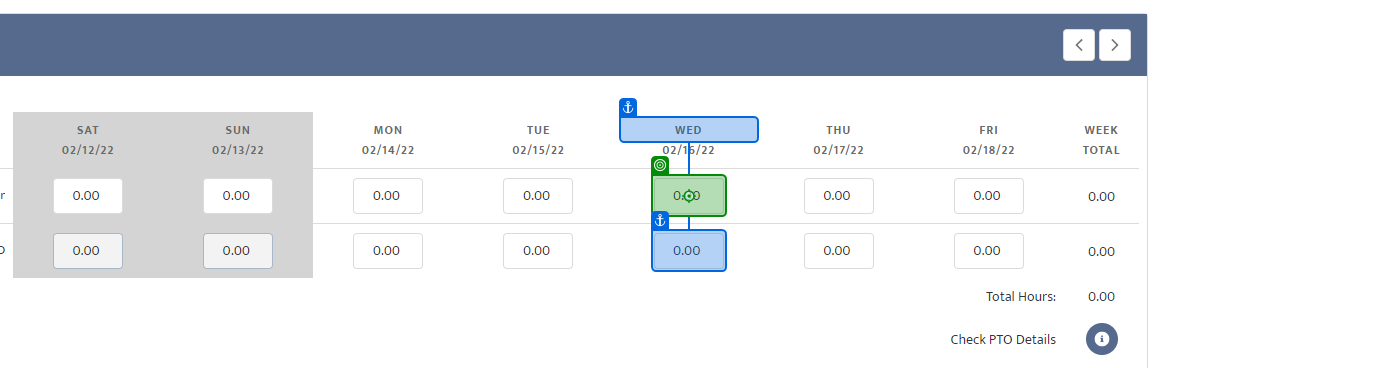 SAT SUN MON TUE WED THU FRI WEEK
02/12/22 02/13/22 02/14/22 02/15/22 02/16/22 02/17/22 02/18/22 TOTAL
r 0.00 0.00 0.00 0.00 0.00 0.00 0.00 0.00
0.00 0.00 0.00 0.00 0.00 0.00 0.00 0.00
Total Hours: 0.00
Check PTO Details